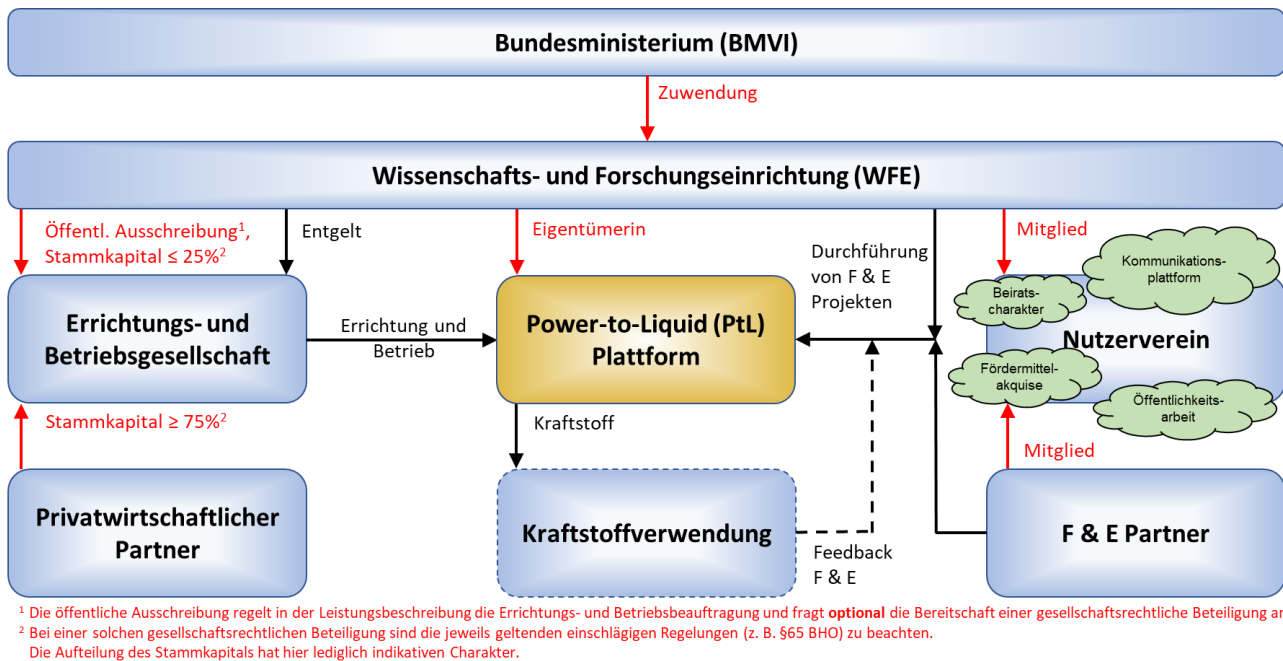 Bundesministerium (BMVI)
Zuwendung
Wissenschafts- und Forschungseinrichtung (WFE)
Öffentl. Ausschreibung¹,
Stammkapital ≤ 25%²
Entgelt
Eigentümerin
Durchführung
von F & E
Projekten
Mitglied
Kommunikations-
plattform
Beirats-
charakter
Errichtungs- und
Betriebsgesellschaft
Errichtung und
Betrieb
Power-to-Liquid (PtL)
Plattform
Nutzerverein
Fördermittel-
akquise
Öffentlichkeits-
arbeit
Stammkapital ≥ 75%²
Kraftstoff
Mitglied
Privatwirtschaftlicher
Partner
Kraftstoffverwendung
Feedback
F & E
F & E Partner
¹ Die öffentliche Ausschreibung regelt in der Leistungsbeschreibung die Errichtungs- und Betriebsbeauftragung und fragt optional die Bereitschaft einer gesellschaftsrechtliche Beteiligung an
² Bei einer solchen gesellschaftsrechtlichen Beteiligung sind die jeweils geltenden einschlägigen Regelungen (z. B. §65 BHO) zu beachten.
Die Aufteilung des Stammkapitals hat hier lediglich indikativen Charakter.